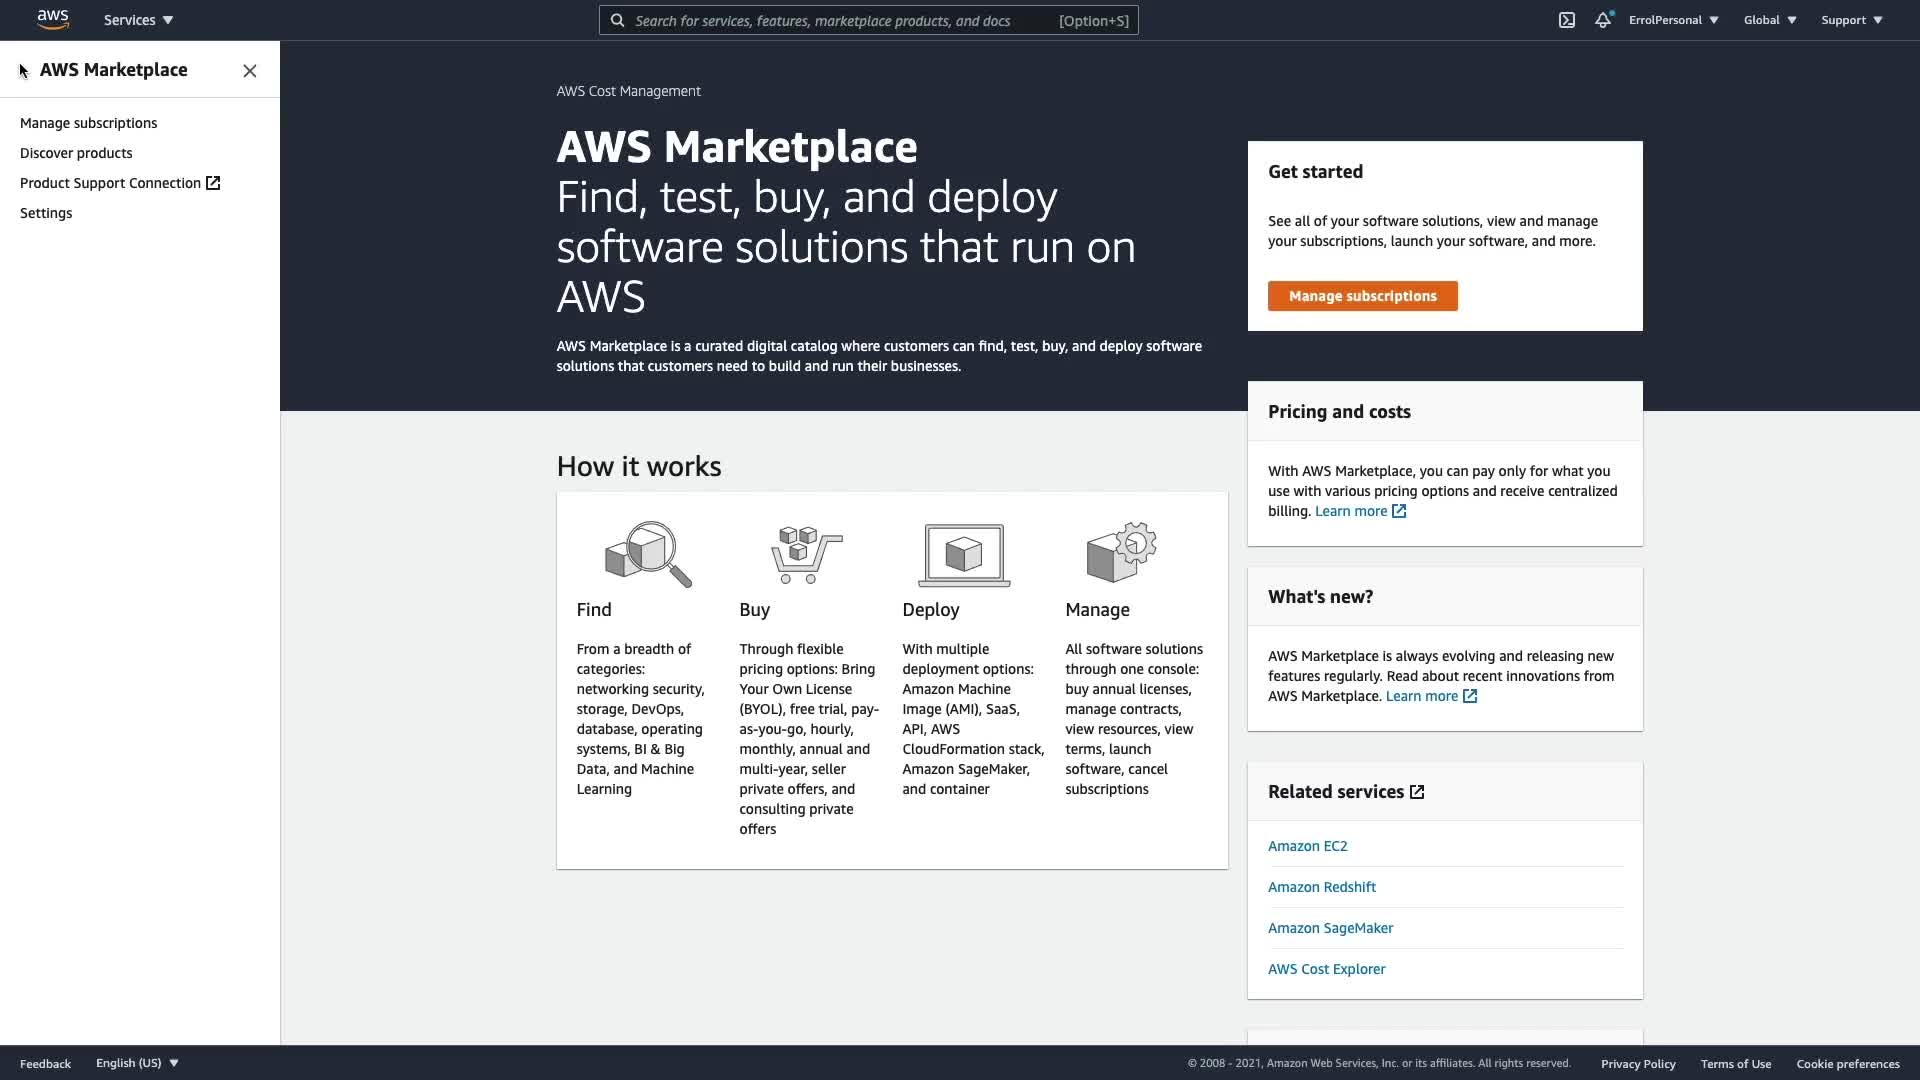 aws
Services
Search for services, features, marketplace products, and docs
[Option+S]
ErrolPersonal
Global
Support
AWS Marketplace
Manage subscriptions
Discover products
Product Support Connection
Settings
AWS Cost Management
AWS Marketplace
Find, test, buy, and deploy
software solutions that run on
AWS
AWS Marketplace is a curated digital catalog where customers can find, test, buy, and deploy software
solutions that customers need to build and run their businesses.
Get started
See all of your software solutions, view and manage
your subscriptions, launch your software, and more.
Manage subscriptions
Pricing and costs
With AWS Marketplace, you can pay only for what you
use with various pricing options and receive centralized
billing. Learn more
How it works
Find
From a breadth of
categories:
networking security,
storage, DevOps,
database, operating
systems, BI & Big
Data, and Machine
Learning
Buy
Through flexible
pricing options: Bring
Your Own License
(BYOL), free trial, pay-
as-you-go, hourly,
monthly, annual and
multi-year, seller
private offers, and
consulting private
offers
Deploy
With multiple
deployment options:
Amazon Machine
Image (AMI), SaaS,
API, AWS
CloudFormation stack,
Amazon SageMaker,
and container
Manage
All software solutions
through one console:
buy annual licenses,
manage contracts,
view resources, view
terms, launch
software, cancel
subscriptions
What's new?
AWS Marketplace is always evolving and releasing new
features regularly. Read about recent innovations from
AWS Marketplace. Learn more
Related services
Amazon EC2
Amazon Redshift
Amazon SageMaker
AWS Cost Explorer
Feedback
English (US)
© 2008 - 2021, Amazon Web Services, Inc. or its affiliates. All rights reserved.
Privacy Policy
Terms of Use
Cookie preferences